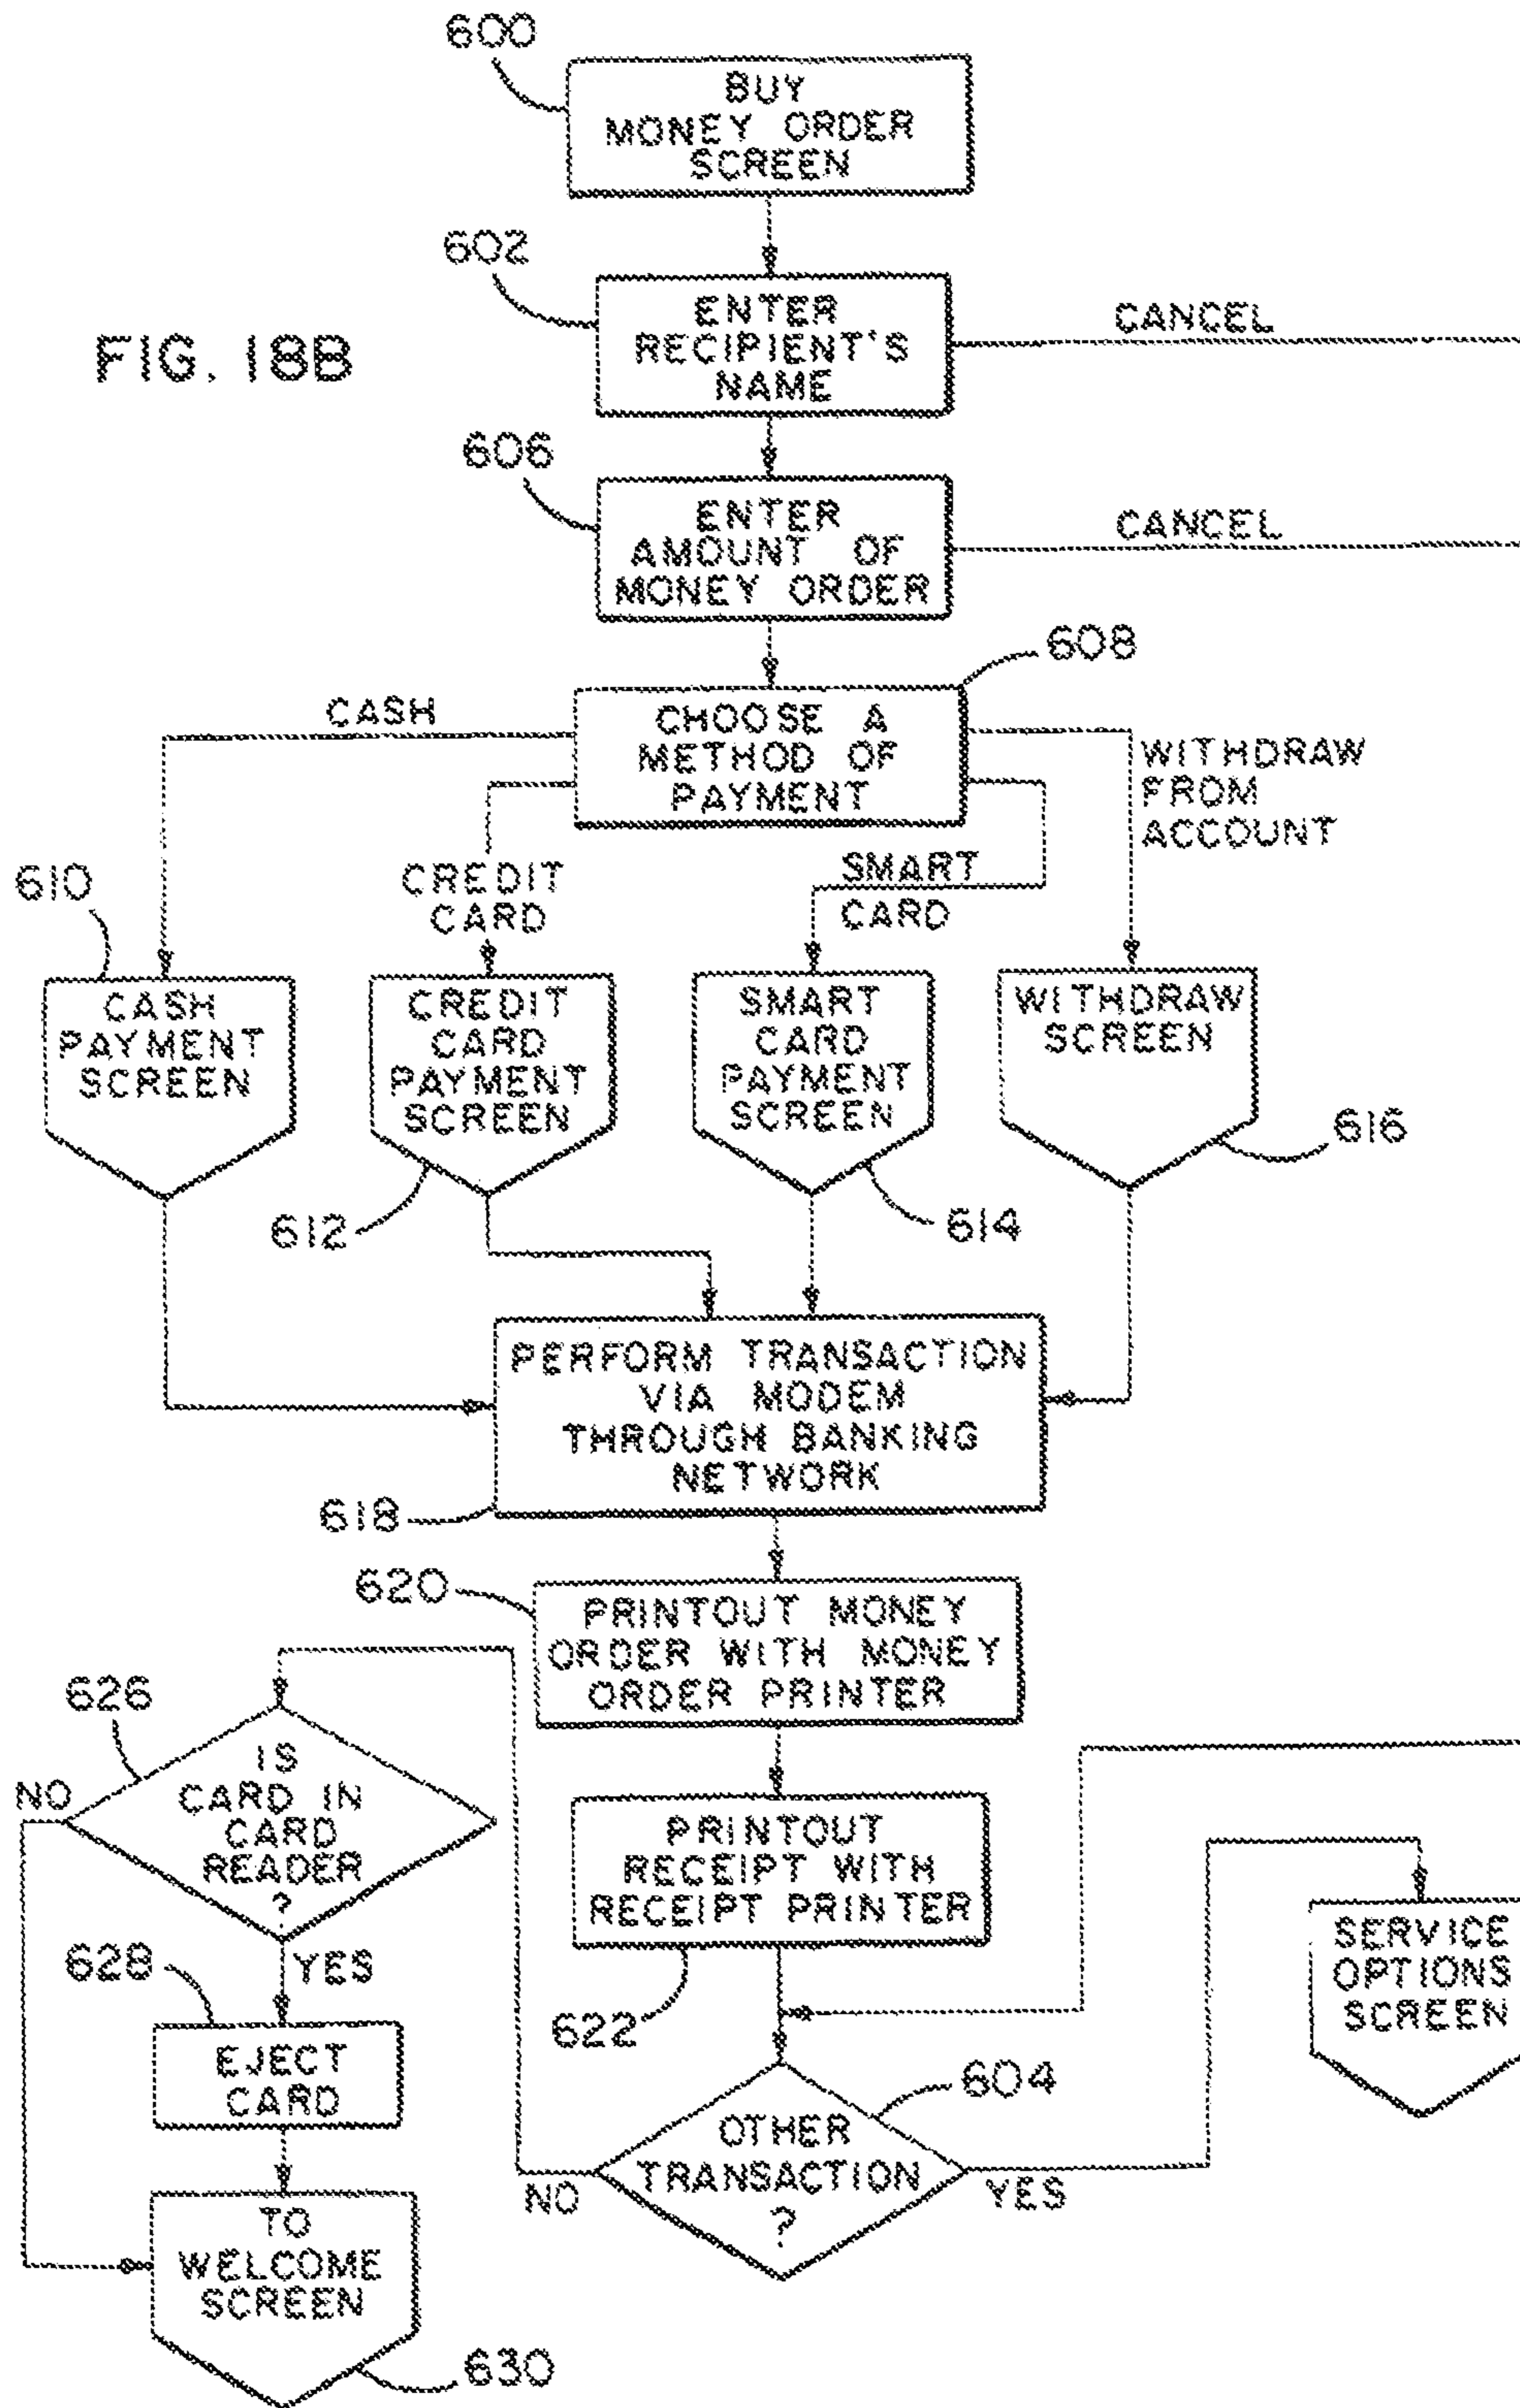 600
BUY
MONEY ORDER
SCREEN
602
FIG. 18B
ENTER
RECIPIENT'S
NAME
CANCEL
606
ENTER
AMOUNT OF
MONEY ORDER
CANCEL
608
CASH
CHOOSE A
METHOD OF
PAYMENT
WITHDRAW
FROM
ACCOUNT
610
CREDIT
CARD
SMART
CARD
CASH
PAYMENT
SCREEN
CREDIT
CARD
PAYMENT
SCREEN
SMART
CARD
PAYMENT
SCREEN
WITHDRAW
SCREEN
616
612
614
PERFORM TRANSACTION
VIA MODEM
THROUGH BANKING
NETWORK
618
620
PRINTOUT MONEY
ORDER WITH MONEY
ORDER PRINTER
626
IS
CARD IN
CARD
READER
?
NO
YES
PRINTOUT
RECEIPT WITH
RECEIPT PRINTER
622
SERVICE
OPTIONS
SCREEN
628
EJECT
CARD
604
OTHER
TRANSACTION
?
NO
YES
TO
WELCOME
SCREEN
630